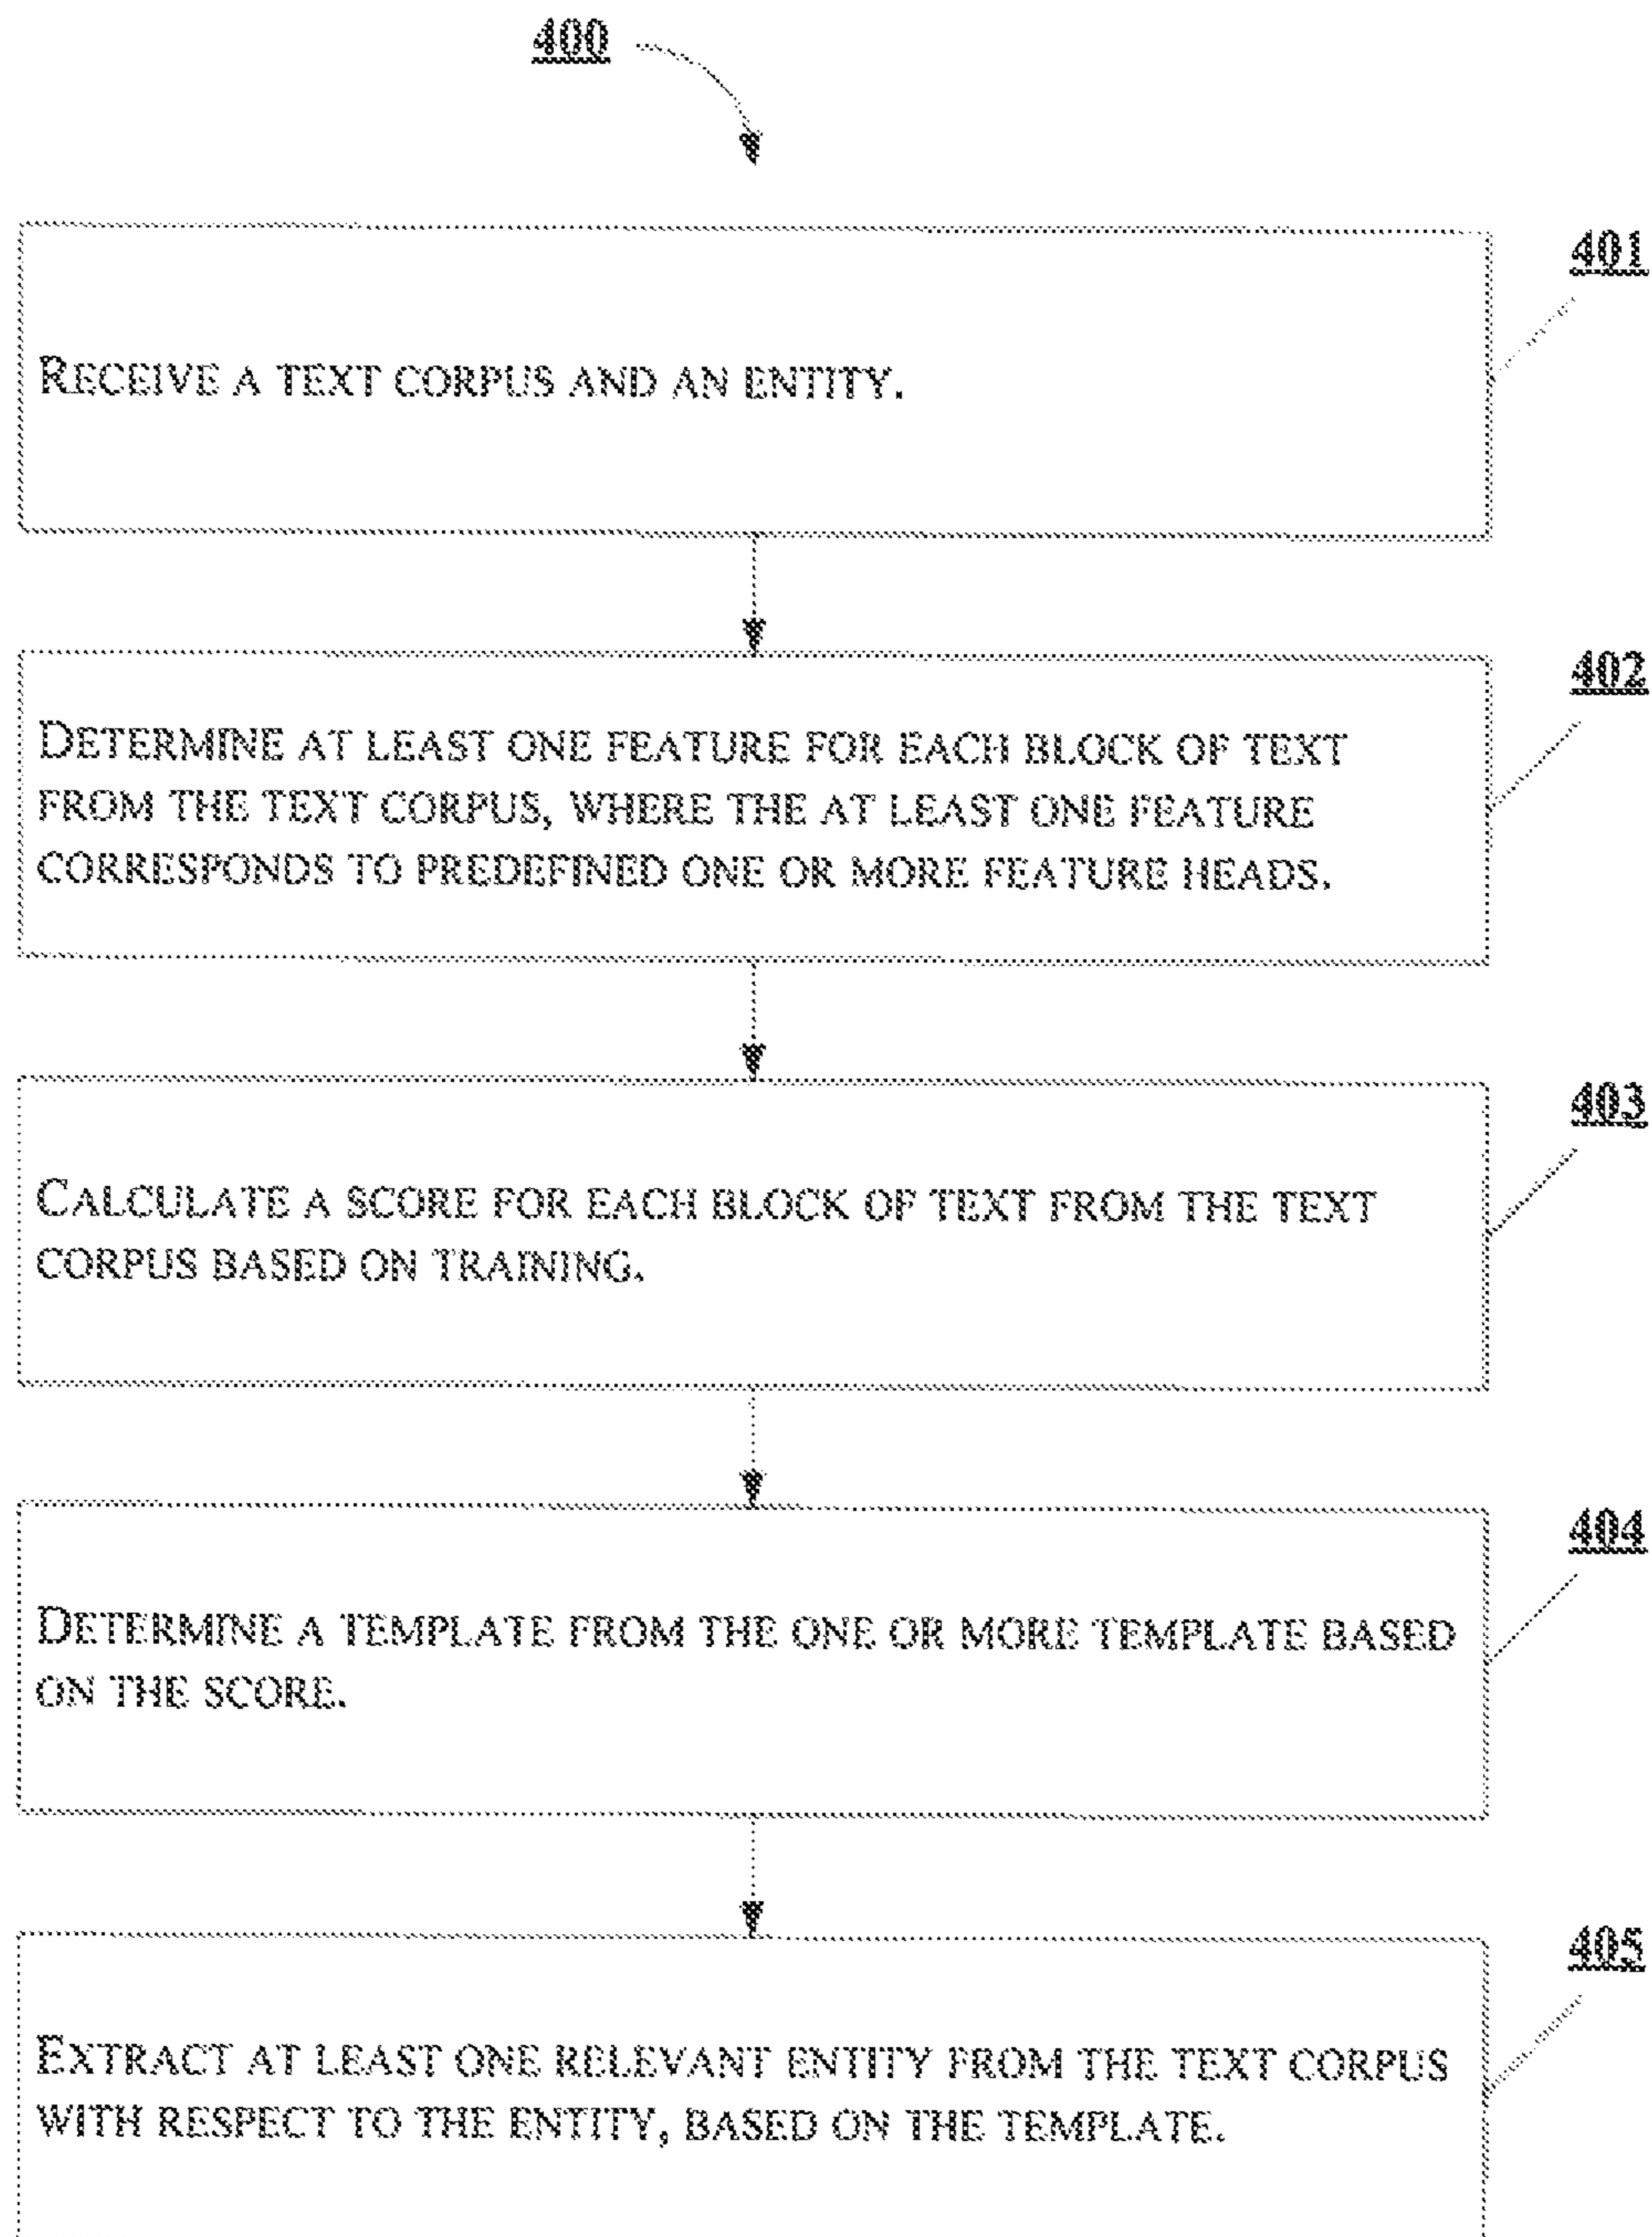 400
401
RECEIVE A TEXT CORPUS AND AN ENTITY.
402
DETERMINE AT LEAST ONE FEATURE FOR EACH BLOCK OF TEXT
FROM THE TEXT CORPUS, WHERE THE AT LEAST ONE FEATURE
CORRESPONDS TO PREDEFINED ONE OR MORE FEATURE HEADS.
403
CALCULATE A SCORE FOR EACH BLOCK OF TEXT FROM THE TEXT
CORPUS BASED ON TRAINING.
404
DETERMINE A TEMPLATE FROM THE ONE OR MORE TEMPLATE BASED
ON THE SCORE.
405
EXTRACT AT LEAST ONE RELEVANT ENTITY FROM THE TEXT CORPUS
WITH RESPECT TO THE ENTITY, BASED ON THE TEMPLATE.